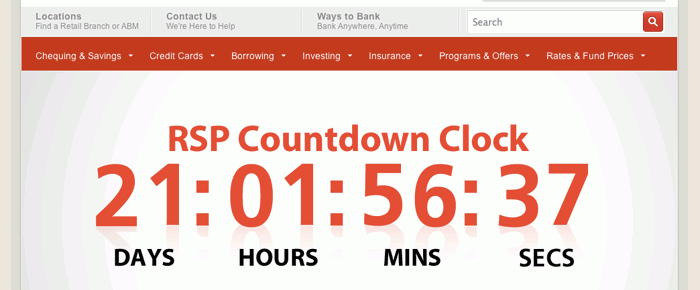 Locations
Find a Retail Branch or ABM
Contact Us
We're Here to Help
Ways to Bank
Bank Anywhere, Anytime
Search
Chequing & Savings Credit Cards Borrowing Investing Insurance Programs & Offers Rates & Fund Prices
RSP Countdown Clock
21:01:56:37
DAYS HOURS MINS SECS